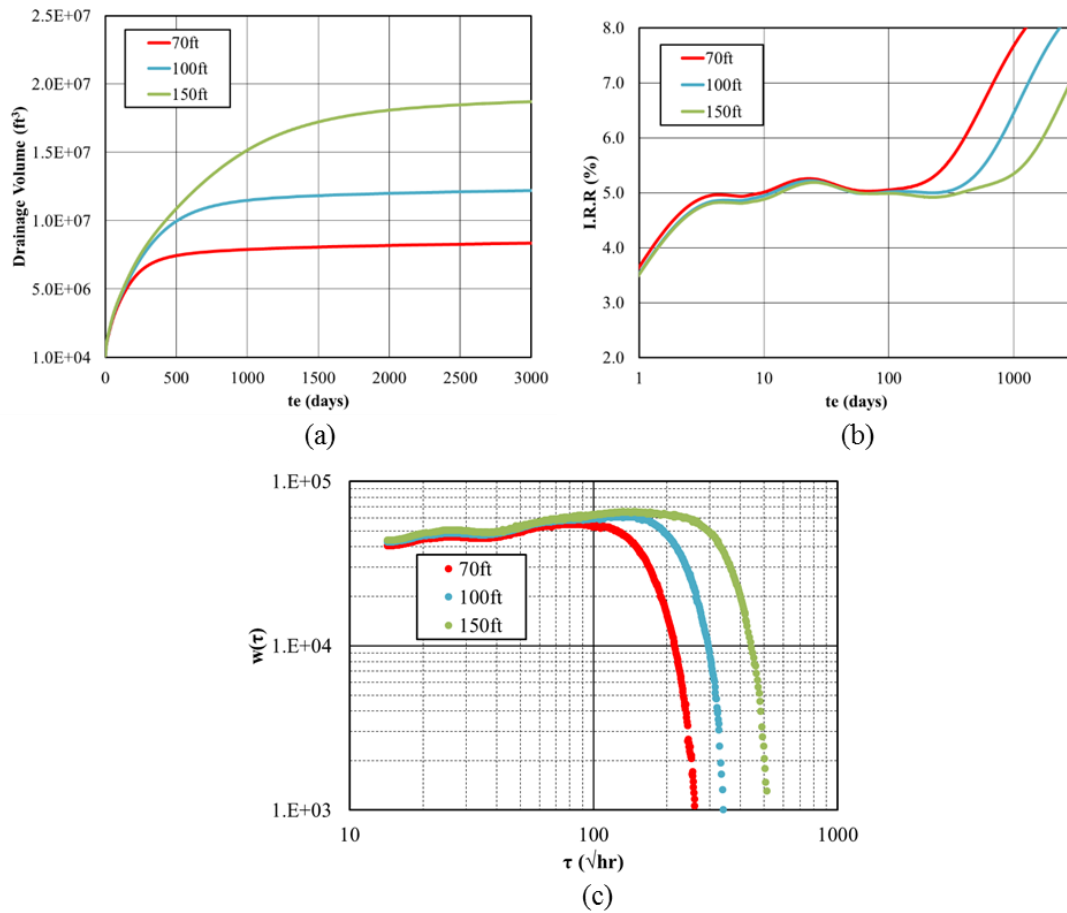 2.5E+07
2.0E+07
1.5E+07
1.0E+07
5.0E+06
1.0E+04
Drainage Volume (ft³)
70ft
100ft
150ft
0 500 1000 1500 2000 2500 3000
te (days)
(a)
8.0
7.0
6.0
5.0
4.0
3.0
2.0
I.R.R (%)
70ft
100ft
150ft
1 10 100 1000
te (days)
(b)
1.E+05
1.E+04
1.E+03
w(τ)
70ft
100ft
150ft
10 100 1000
τ (√hr)
(c)